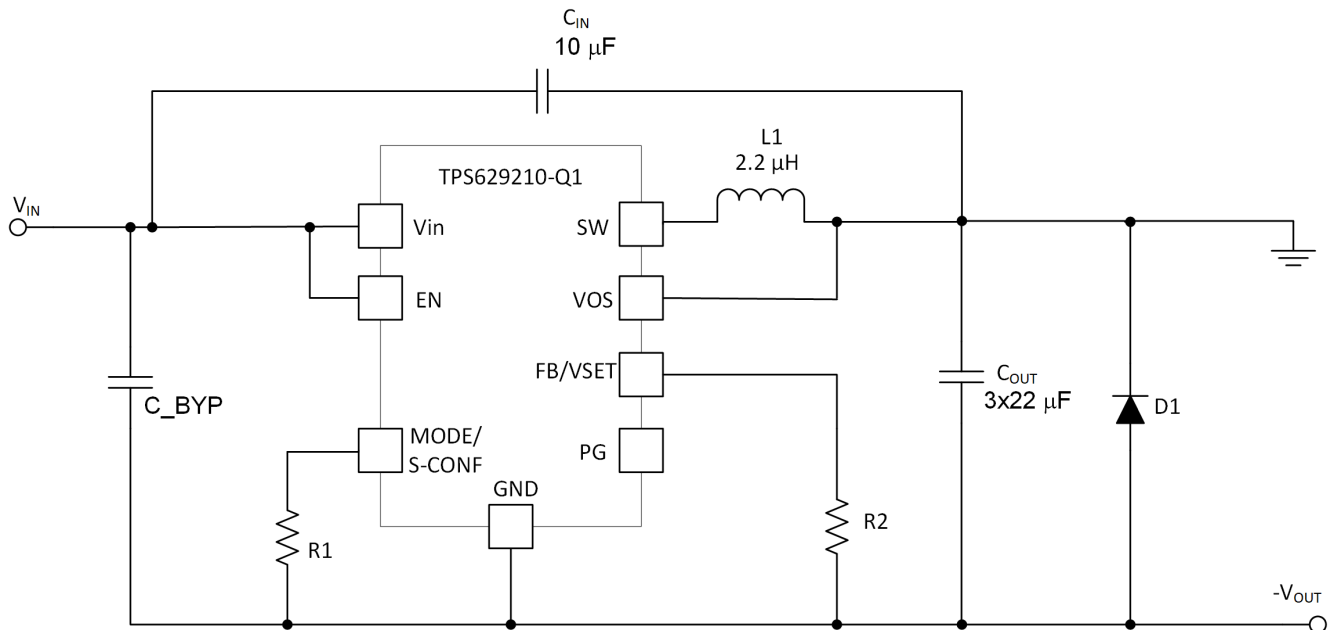 CIN
10 µF
L1
2.2 µH
TPS629210-Q1
VIN
Vin
SW
EN
VOS
FB/VSET
COUT
3x22 µF
D1
C_BYP
MODE/
S-CONF
PG
GND
R1
R2
-VOUT